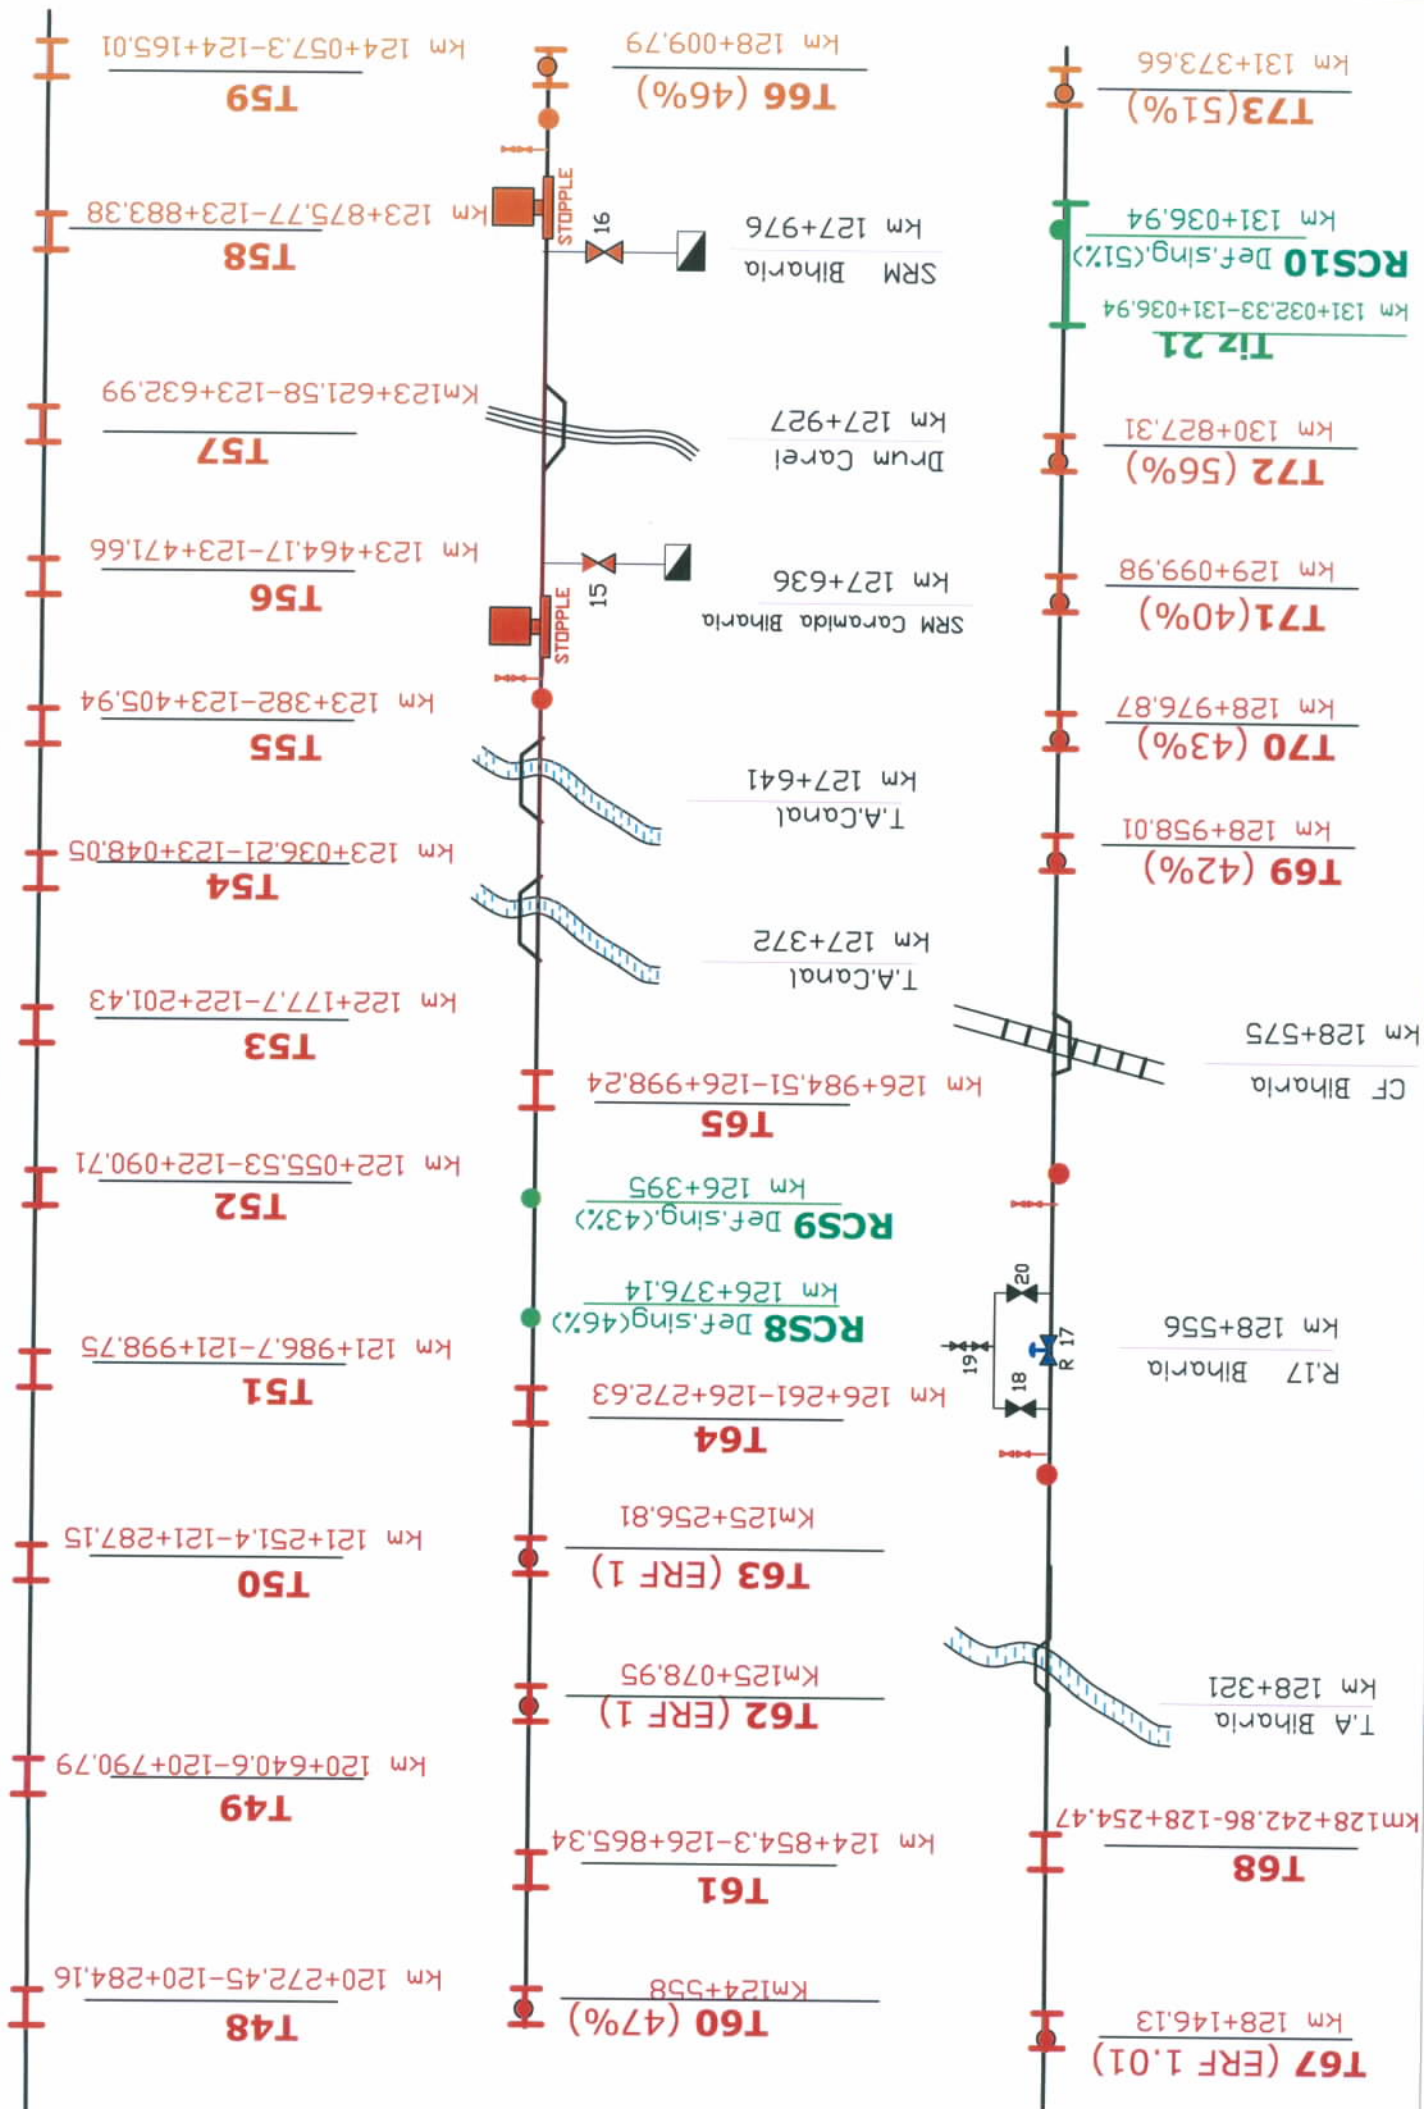 T67 (ERF 1.01)
km 128+146.13
T68
km128+242.86-128+254.47
T.A Biharia
km 128+321
18
19
R 17
20
R.17 Biharia
km 128+556
CF Biharia
km 128+575
T69 (42%)
km 128+958.01
T70 (43%)
km 128+976.87
T71(40%)
km 129+099.98
T72 (56%)
km 130+827.31
Tiz 21
km 131+032.33-131+036.94
RCS10 Def.sing.(51%)
km 131+036.94
T73(51%)
km 131+373.66
T60 (47%)
Km124+558
T61
km 124+854.3-126+865.34
T62 (ERF 1)
Km125+078.95
T63 (ERF 1)
Km125+256.81
T64
km 126+261-126+272.63
RCS8 Def.sing(46%)
km 126+376.14
RCS9 Def.sing.(43%)
km 126+395
T65
km 126+984.51-126+998.24
T.A.Canal
km 127+372
T.A.Canal
km 127+641
STOPPLE
15
SRM Caramida Biharia
km 127+636
Drum Carei
km 127+927
SRM Biharia
km 127+976
16
STOPPLE
T66 (46%)
km 128+009.79
T48
km 120+272.45-120+284.16
T49
km 120+640.6-120+790.79
T50
km 121+251.4-121+287.15
T51
km 121+986.7-121+998.75
T52
km 122+055.53-122+090.71
T53
km 122+177.7-122+201.43
T54
km 123+036.21-123+048.05
T55
km 123+382-123+405.94
T56
km 123+464.17-123+471.66
T57
Km123+621.58-123+632.99
T58
km 123+875.77-123+883.38
T59
km 124+057.3-124+165.01